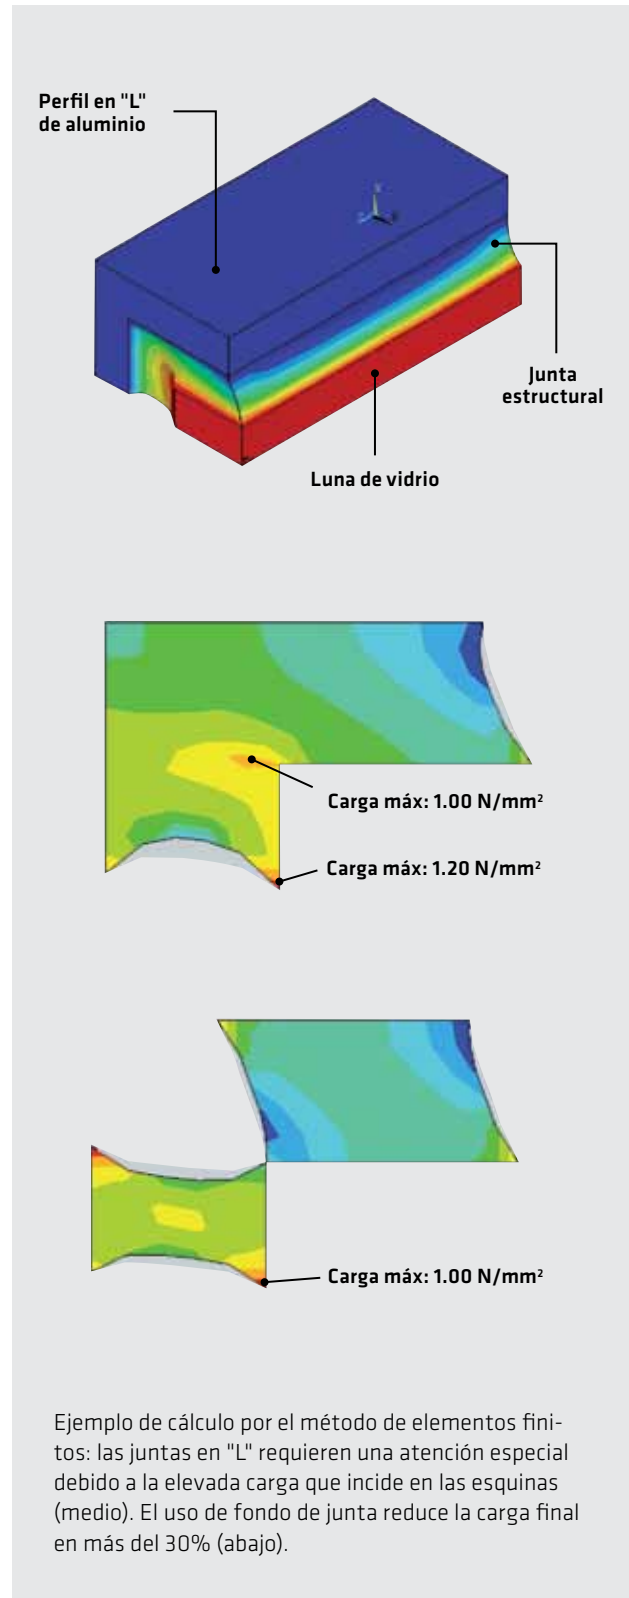 Perfil en "L"
de aluminio
Junta
estructural
Luna de vidrio
Carga máx: 1.00 N/mm²
Carga máx: 1.20 N/mm²
Carga máx: 1.00 N/mm²
Ejemplo de cálculo por el método de elementos fini-
tos: las juntas en "L" requieren una atención especial
debido a la elevada carga que incide en las esquinas
(medio). El uso de fondo de junta reduce la carga final
en más del 30% (abajo).